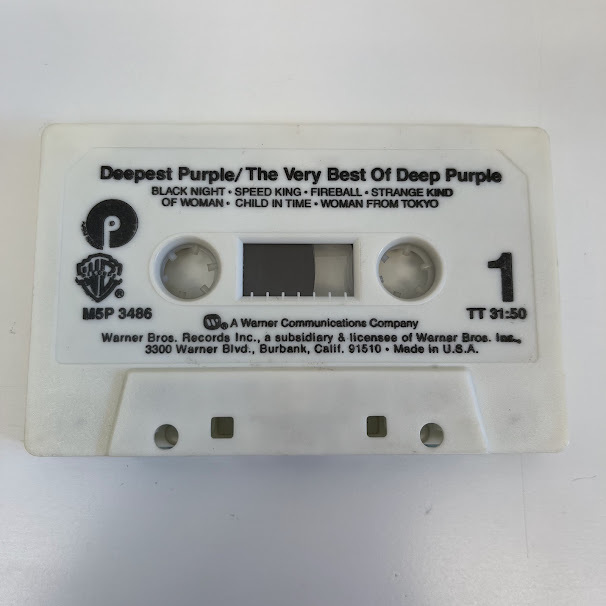 Deepest Purple/The Very Best Of Deep Purple
BLACK NIGHT • SPEED KING • FIREBALL • STRANGE KIND
OF WOMAN • CHILD IN TIME • WOMAN FROM TOKYO
P
WB
®
1
M5P 3486
TT 31:50
W® A Warner Communications Company
Warner Bros. Records Inc., a subsidiary & licensee of Warner Bros. Inc.,
3300 Warner Blvd., Burbank, Calif. 91510 • Made in U.S.A.